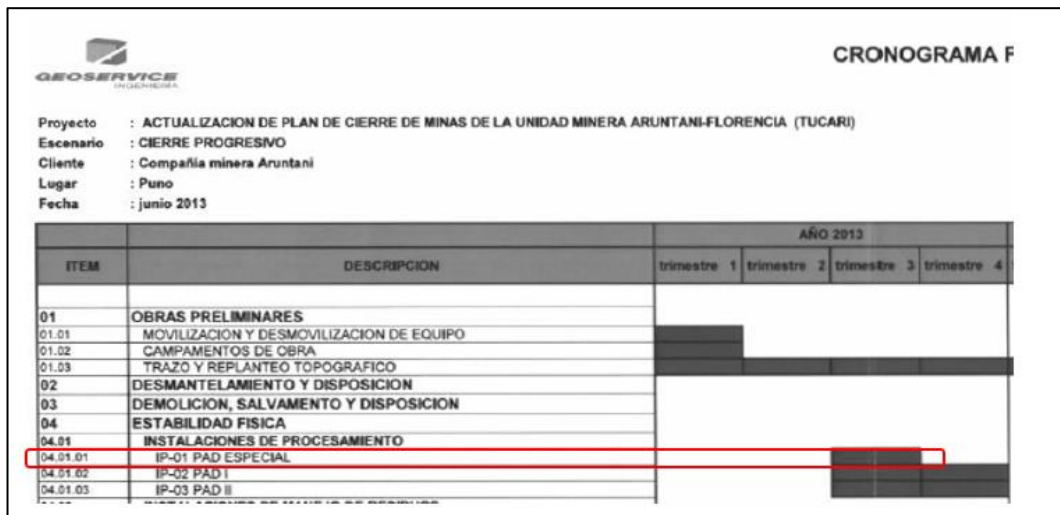 GEOSERVICE
INGENIERIA
CRONOGRAMA F
Proyecto : ACTUALIZACION DE PLAN DE CIERRE DE MINAS DE LA UNIDAD MINERA ARUNTANI-FLORENCIA (TUCARI)
Escenario : CIERRE PROGRESIVO
Cliente : Compañia minera Aruntani
Lugar : Puno
Fecha : junio 2013
AÑO 2013
ITEM DESCRIPCION trimestre 1 trimestre 2 trimestre 3 trimestre 4
01 OBRAS PRELIMINARES
01.01 MOVILIZACION Y DESMOVILIZACION DE EQUIPO
01.02 CAMPAMENTOS DE OBRA
01.03 TRAZO Y REPLANTEO TOPOGRAFICO
02 DESMANTELAMIENTO Y DISPOSICION
03 DEMOLICION, SALVAMENTO Y DISPOSICION
04 ESTABILIDAD FISICA
04.01 INSTALACIONES DE PROCESAMIENTO
04.01.01 IP-01 PAD ESPECIAL
04.01.02 IP-02 PAD I
04.01.03 IP-03 PAD II